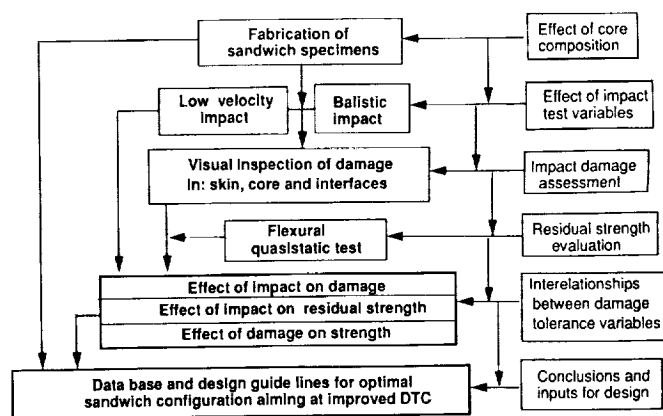 Fabrication of
sandwich specimens
Effect of core
composition
Low velocity
Impact
Balistic
impact
Effect of impact
test variables
Visual Inspection of damage
In: skin, core and interfaces
Impact damage
assessment
Flexural
quasistatic test
Residual strength
evaluation
Effect of impact on damage
Effect of impact on residual strength
Effect of damage on strength
Interrelationships
between damage
tolerance variables
Data base and design guide lines for optimal
sandwich configuration aiming at improved DTC
Conclusions and
inputs for design